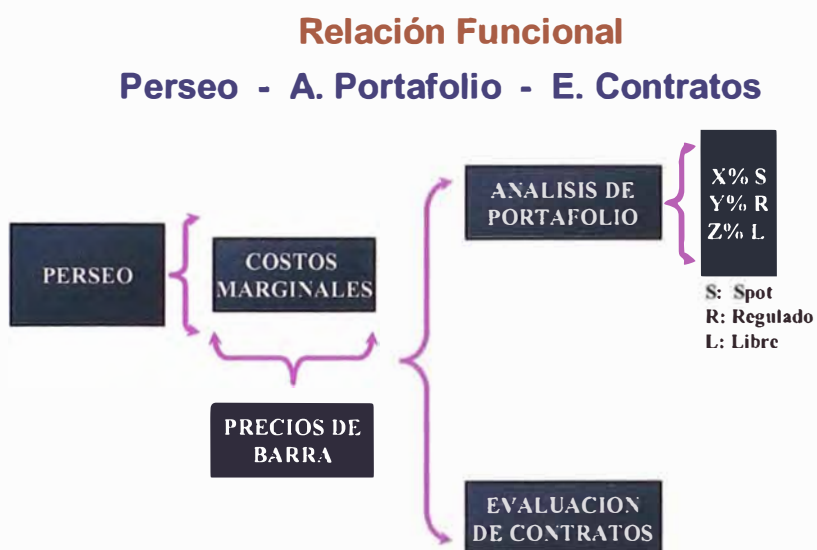 Relación Funcional
Perseo - A. Portafolio - E. Contratos
PERSEO
COSTOS
MARGINALES
PRECIOS DE
BARRA
ANALISIS DE
PORTAFOLIO
X% S
Y% R
Z% L
S: Spot
R: Regulado
L: Libre
EVALUACION
DE CONTRATOS